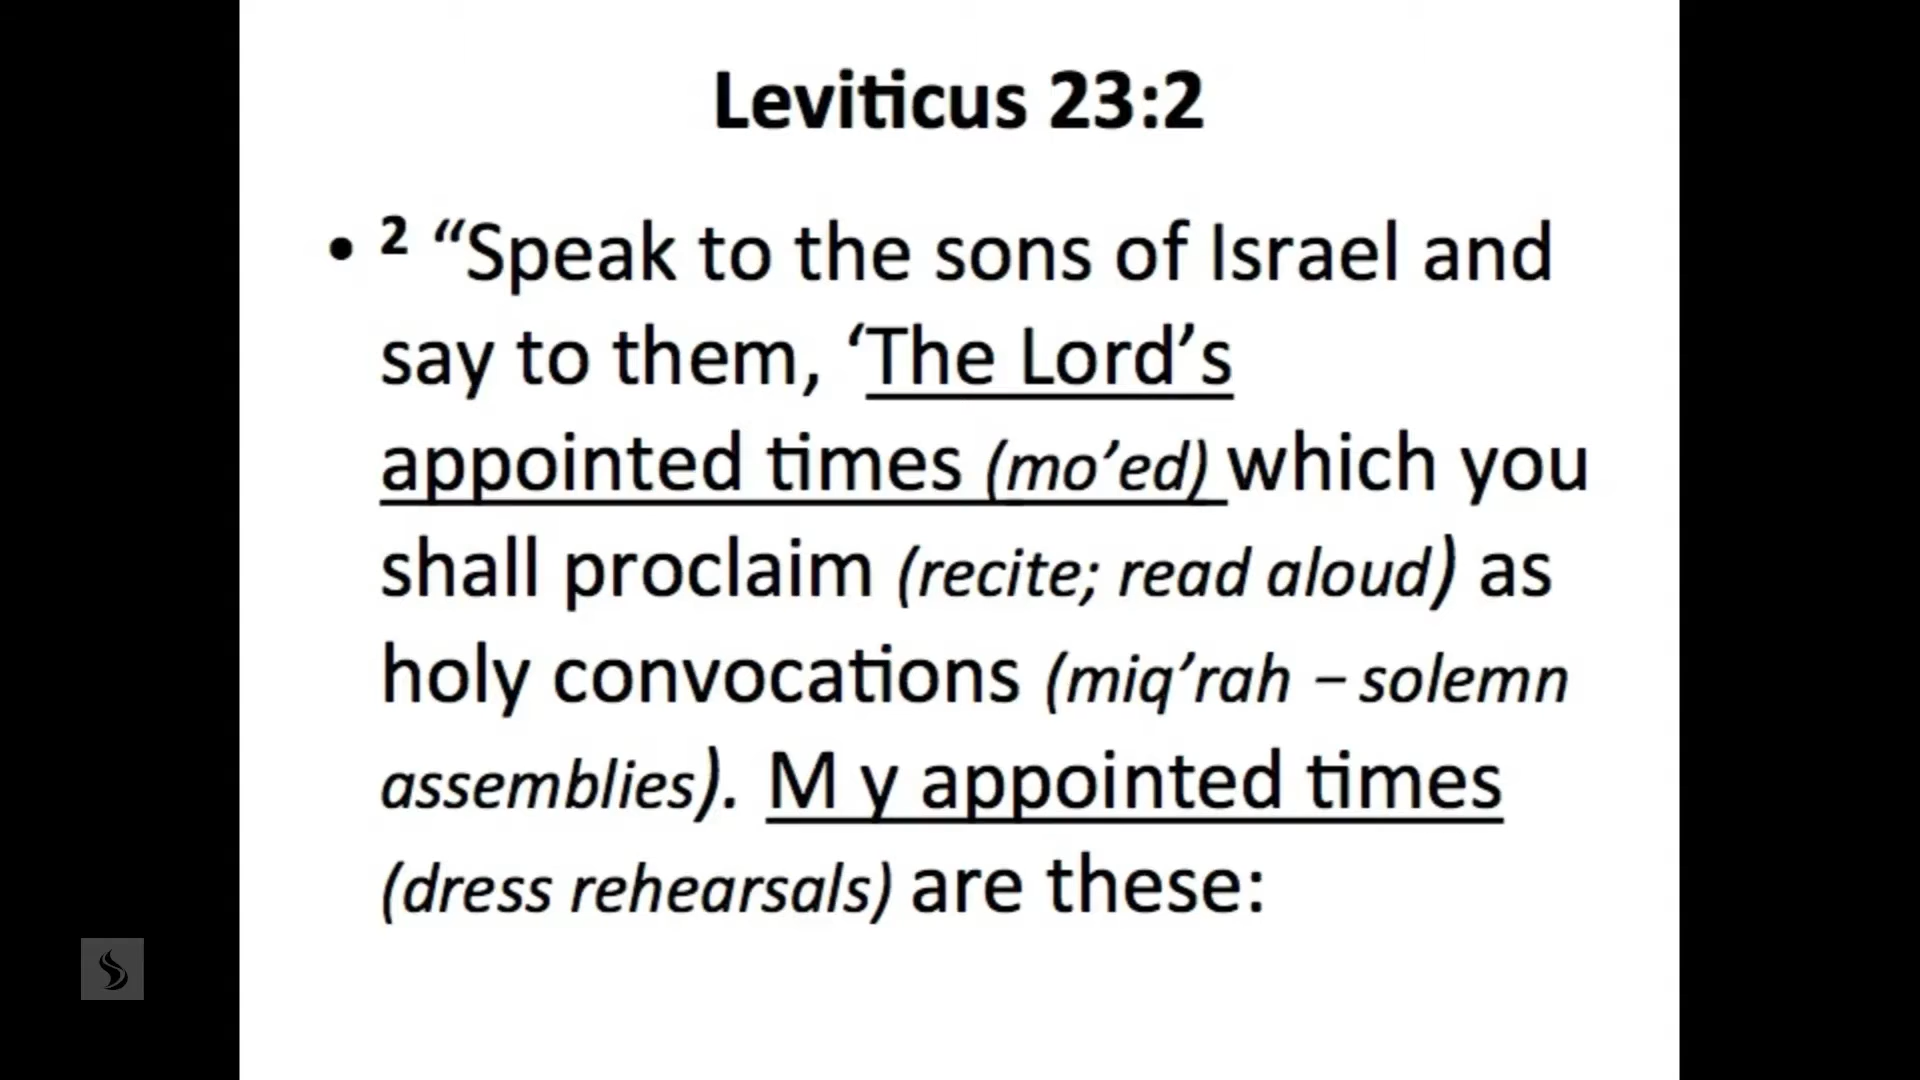 Leviticus 23:2
• 2 “Speak to the sons of Israel and
say to them, ‘The Lord’s
appointed times (mo’ed) which you
shall proclaim (recite; read aloud) as
holy convocations (miq’rah – solemn
assemblies). M y appointed times
(dress rehearsals) are these: